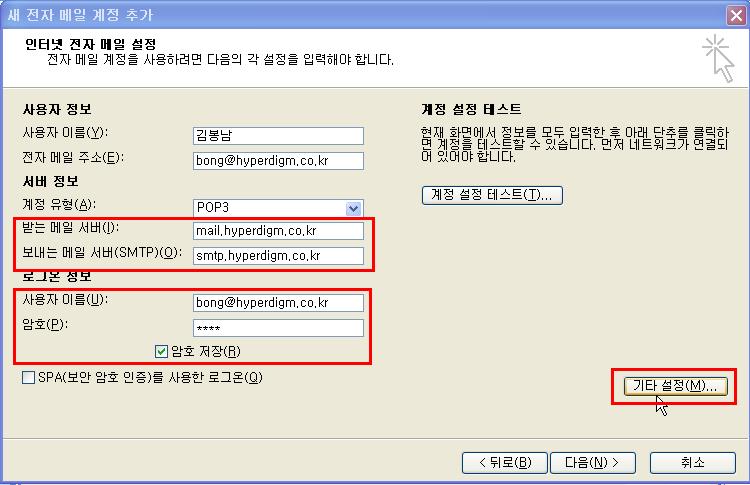 새 전자 메일 계정 추가
인터넷 전자 메일 설정
전자 메일 계정을 사용하려면 다음의 각 설정을 입력해야 합니다.
사용자 정보
사용자 이름(Y):
김봉남
전자 메일 주소(E):
bong@hyperdigm.co.kr
서버 정보
계정 유형(A):
POP3
받는 메일 서버(I):
mail.hyperdigm.co.kr
보내는 메일 서버(SMTP)(O):
smtp.hyperdigm.co.kr
로그온 정보
사용자 이름(U):
bong@hyperdigm.co.kr
암호(P):
****
암호 저장(R)
SPA(보안 암호 인증)를 사용한 로그온(Q)
계정 설정 테스트
현재 화면에서 정보를 모두 입력한 후 아래 단추를 클릭하
면 계정을 테스트할 수 있습니다. 먼저 네트워크가 연결되
어 있어야 합니다.
계정 설정 테스트(T)...
기타 설정(M)...
< 뒤로(B)
다음(N) >
취소